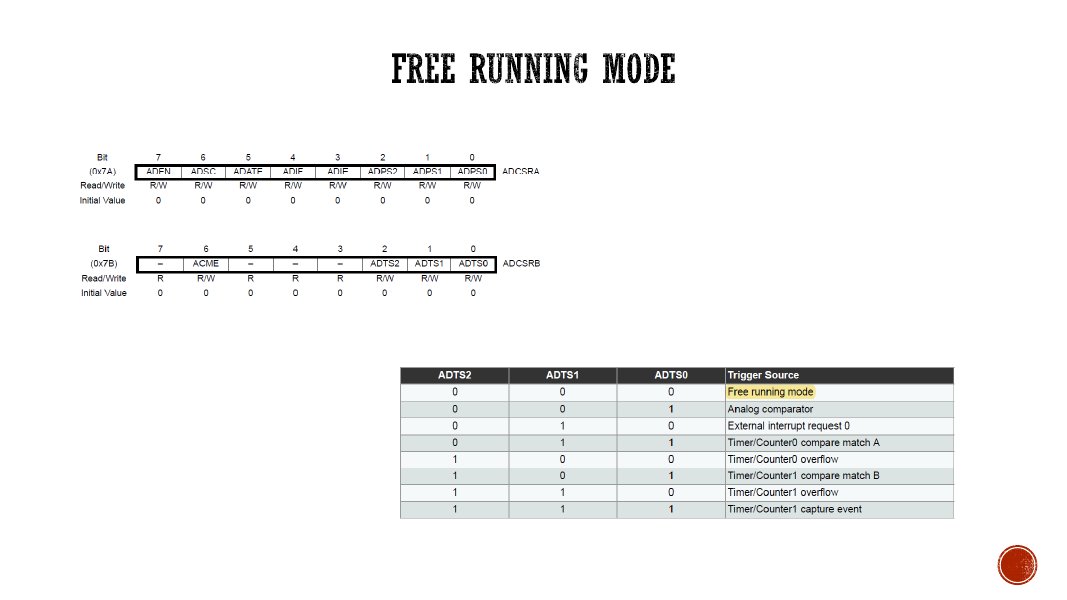 FREE RUNNING MODE
Bit 7 6 5 4 3 2 1 0
(0x7A) ADEN ADSC ADATE ADIF ADIE ADPS2 ADPS1 ADPS0 ADCSRA
Read/Write R/W R/W R/W R/W R/W R/W R/W R/W
Initial Value 0 0 0 0 0 0 0 0
Bit 7 6 5 4 3 2 1 0
(0x7B) – ACME – – – ADTS2 ADTS1 ADTS0 ADCSRB
Read/Write R R/W R R R R/W R/W R/W
Initial Value 0 0 0 0 0 0 0 0
ADTS2 ADTS1 ADTS0 Trigger Source
0 0 0 Free running mode
0 0 1 Analog comparator
0 1 0 External interrupt request 0
0 1 1 Timer/Counter0 compare match A
1 0 0 Timer/Counter0 overflow
1 0 1 Timer/Counter1 compare match B
1 1 0 Timer/Counter1 overflow
1 1 1 Timer/Counter1 capture event